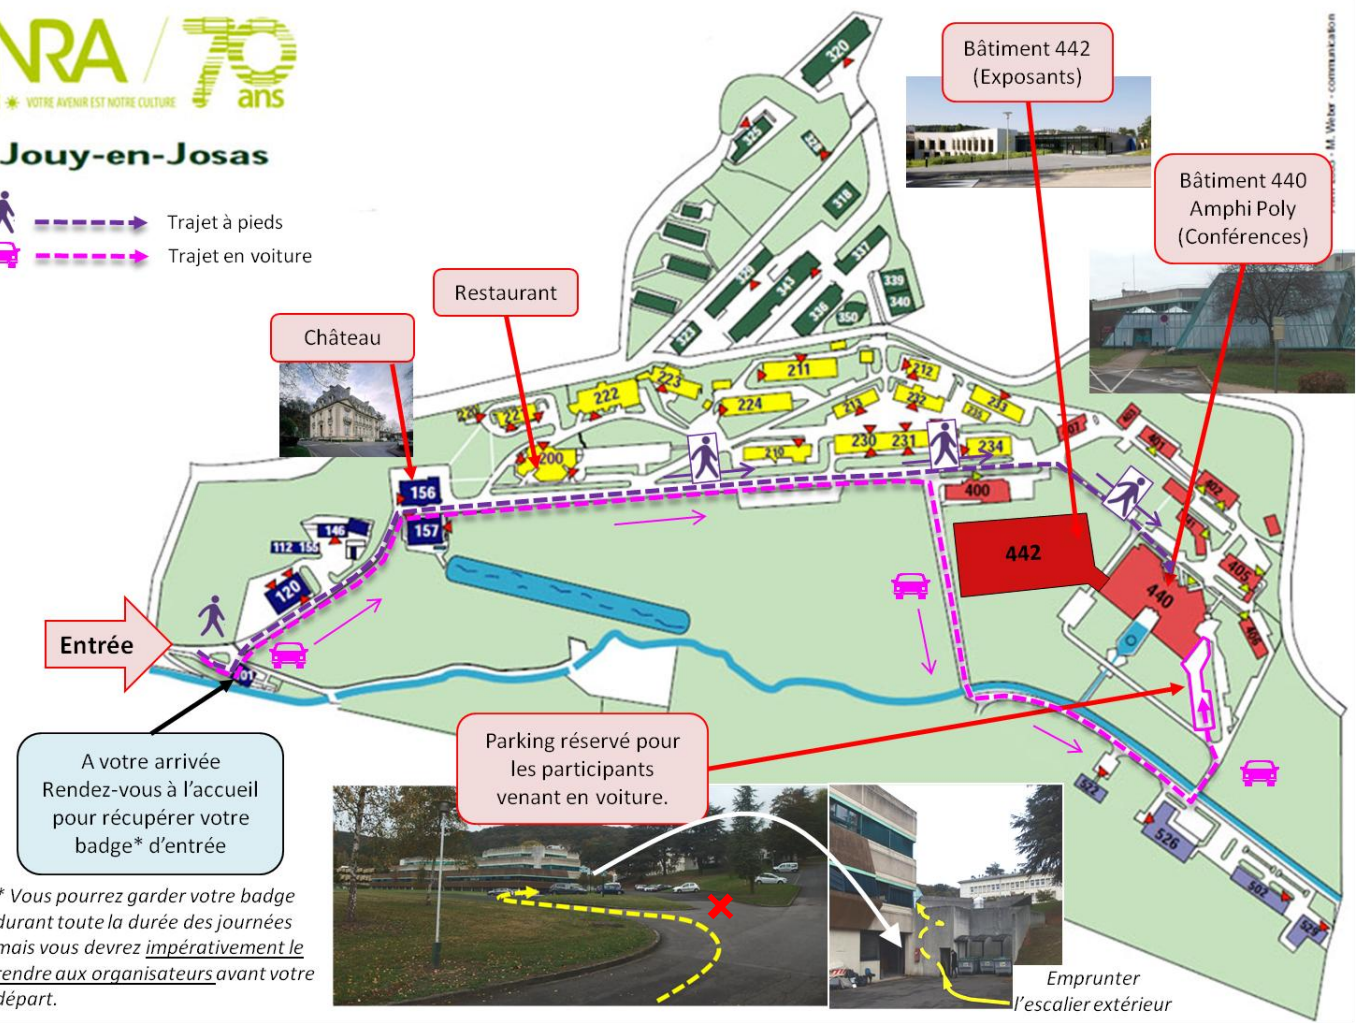 NRA / 70
ans
VOTRE AVENIR EST NOTRE CULTURE
Jouy-en-Josas
Trajet à pieds
Trajet en voiture
Château
Restaurant
Bâtiment 442
(Exposants)
Bâtiment 440
Amphi Poly
(Conférences)
M. Weber - communication
320
325
318
337
329
343
339
340
336
350
323
211
212
223
222
224
213
232
233
200
210
230
231
234
156
157
146
112
120
400
401
402
405
406
442
440
Entrée
A votre arrivée
Rendez-vous à l'accueil
pour récupérer votre
badge* d'entrée
* Vous pourrez garder votre badge
durant toute la durée des journées
mais vous devrez impérativement le
rendre aux organisateurs avant votre
départ.
Parking réservé pour
les participants
venant en voiture.
522
526
502
Emprunter
l'escalier extérieur